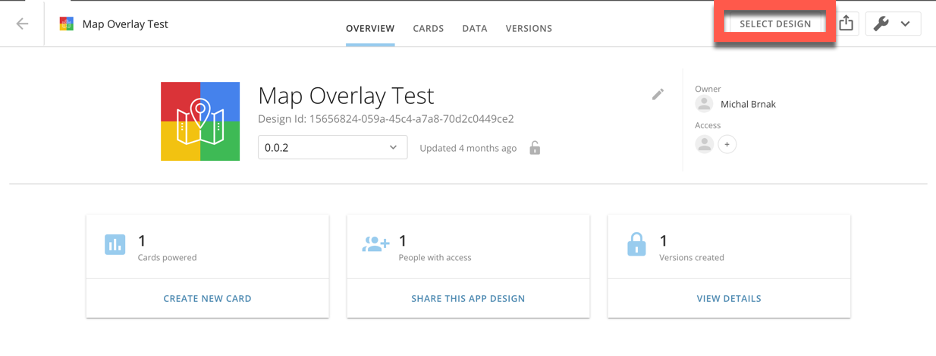 Map Overlay Test
OVERVIEW CARDS DATA VERSIONS
SELECT DESIGN
Map Overlay Test
Design Id: 15656824-059a-45c4-a7a8-70d2c0449ce2
0.0.2
Updated 4 months ago
Owner
Michal Brnak
Access
+
1
Cards powered
CREATE NEW CARD
1
People with access
SHARE THIS APP DESIGN
1
Versions created
VIEW DETAILS